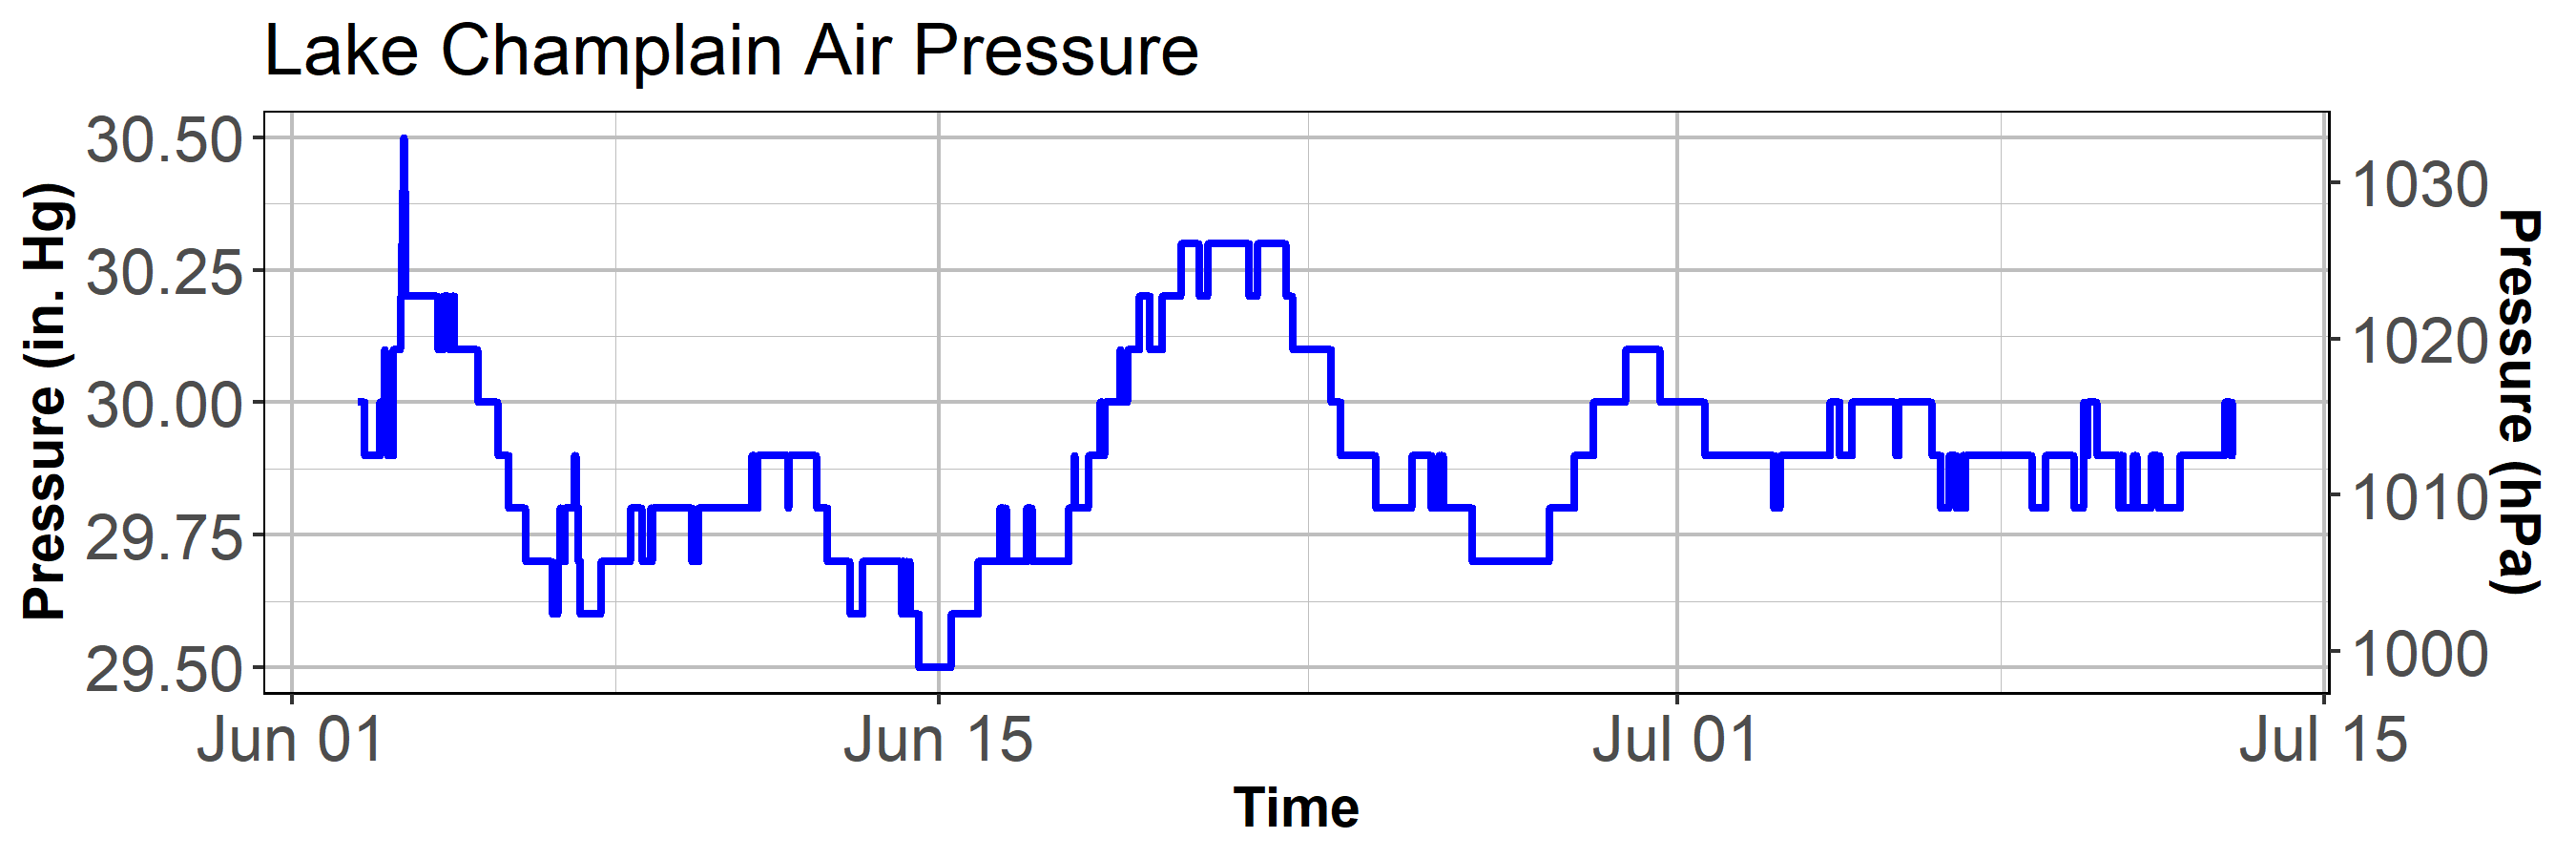 Lake Champlain Air Pressure
Pressure (in. Hg)
30.50
30.25
30.00
29.75
29.50
1030
1020
1010
1000
Pressure (hPa)
Jun 01
Jun 15
Jul 01
Jul 15
Time